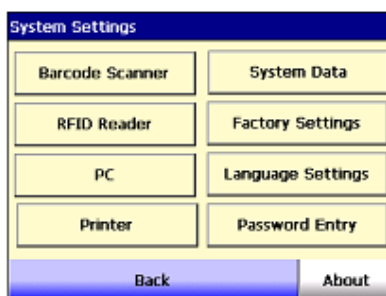 System Settings
Barcode Scanner
System Data
RFID Reader
Factory Settings
PC
Language Settings
Printer
Password Entry
Back
About